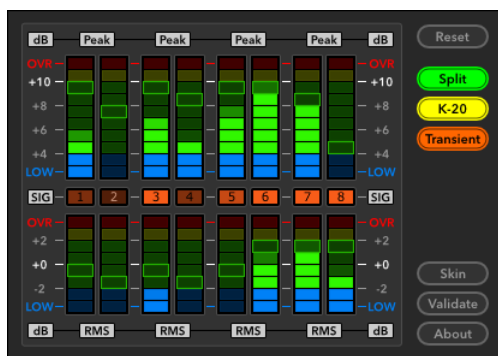 dB Peak Peak Peak Peak dB Reset
OVR OVR
+10 +10 Split
+8 +8 K-20
+6 +6 Transient
+4 +4
LOW LOW
SIG 1 2 3 4 5 6 7 8 SIG
OVR OVR
+2 +2
+0 +0 Skin
-2 -2 Validate
LOW LOW
dB RMS RMS RMS RMS dB About